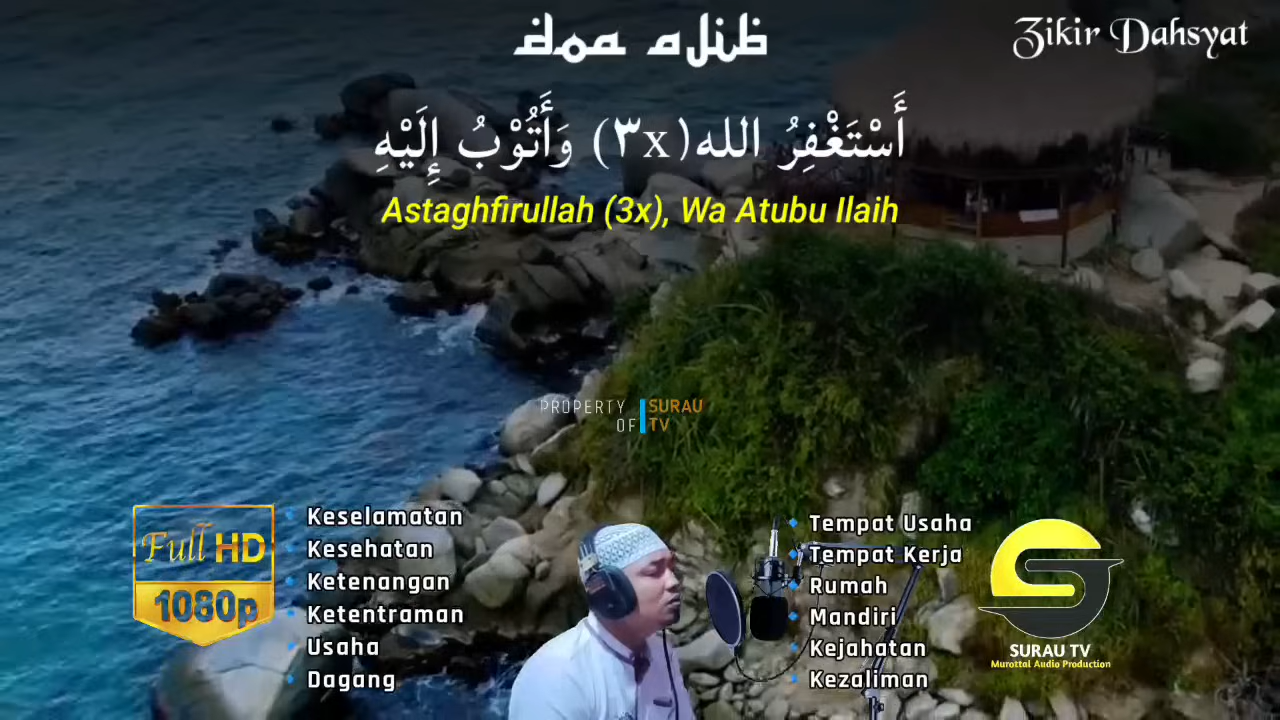 doa ajib
Zikir Dahsyat
أَسْتَغْفِرُ الله(٣x) وَأَتُوْبُ إِلَيْهِ
Astaghfirullah (3x), Wa Atubu Ilaih
PROPERTY OF SURAU TV
Full HD
1080p
Keselamatan
Kesehatan
Ketenangan
Ketentraman
Usaha
Dagang
Tempat Usaha
Tempat Kerja
Rumah
Mandiri
Kejahatan
Kezaliman
SURAU TV
Murottal Audio Production